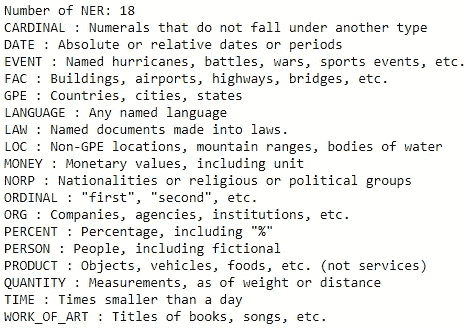 Number of NER: 18
CARDINAL : Numerals that do not fall under another type
DATE : Absolute or relative dates or periods
EVENT : Named hurricanes, battles, wars, sports events, etc.
FAC : Buildings, airports, highways, bridges, etc.
GPE : Countries, cities, states
LANGUAGE : Any named language
LAW : Named documents made into laws.
LOC : Non-GPE locations, mountain ranges, bodies of water
MONEY : Monetary values, including unit
NORP : Nationalities or religious or political groups
ORDINAL : "first", "second", etc.
ORG : Companies, agencies, institutions, etc.
PERCENT : Percentage, including "%"
PERSON : People, including fictional
PRODUCT : Objects, vehicles, foods, etc. (not services)
QUANTITY : Measurements, as of weight or distance
TIME : Times smaller than a day
WORK_OF_ART : Titles of books, songs, etc.